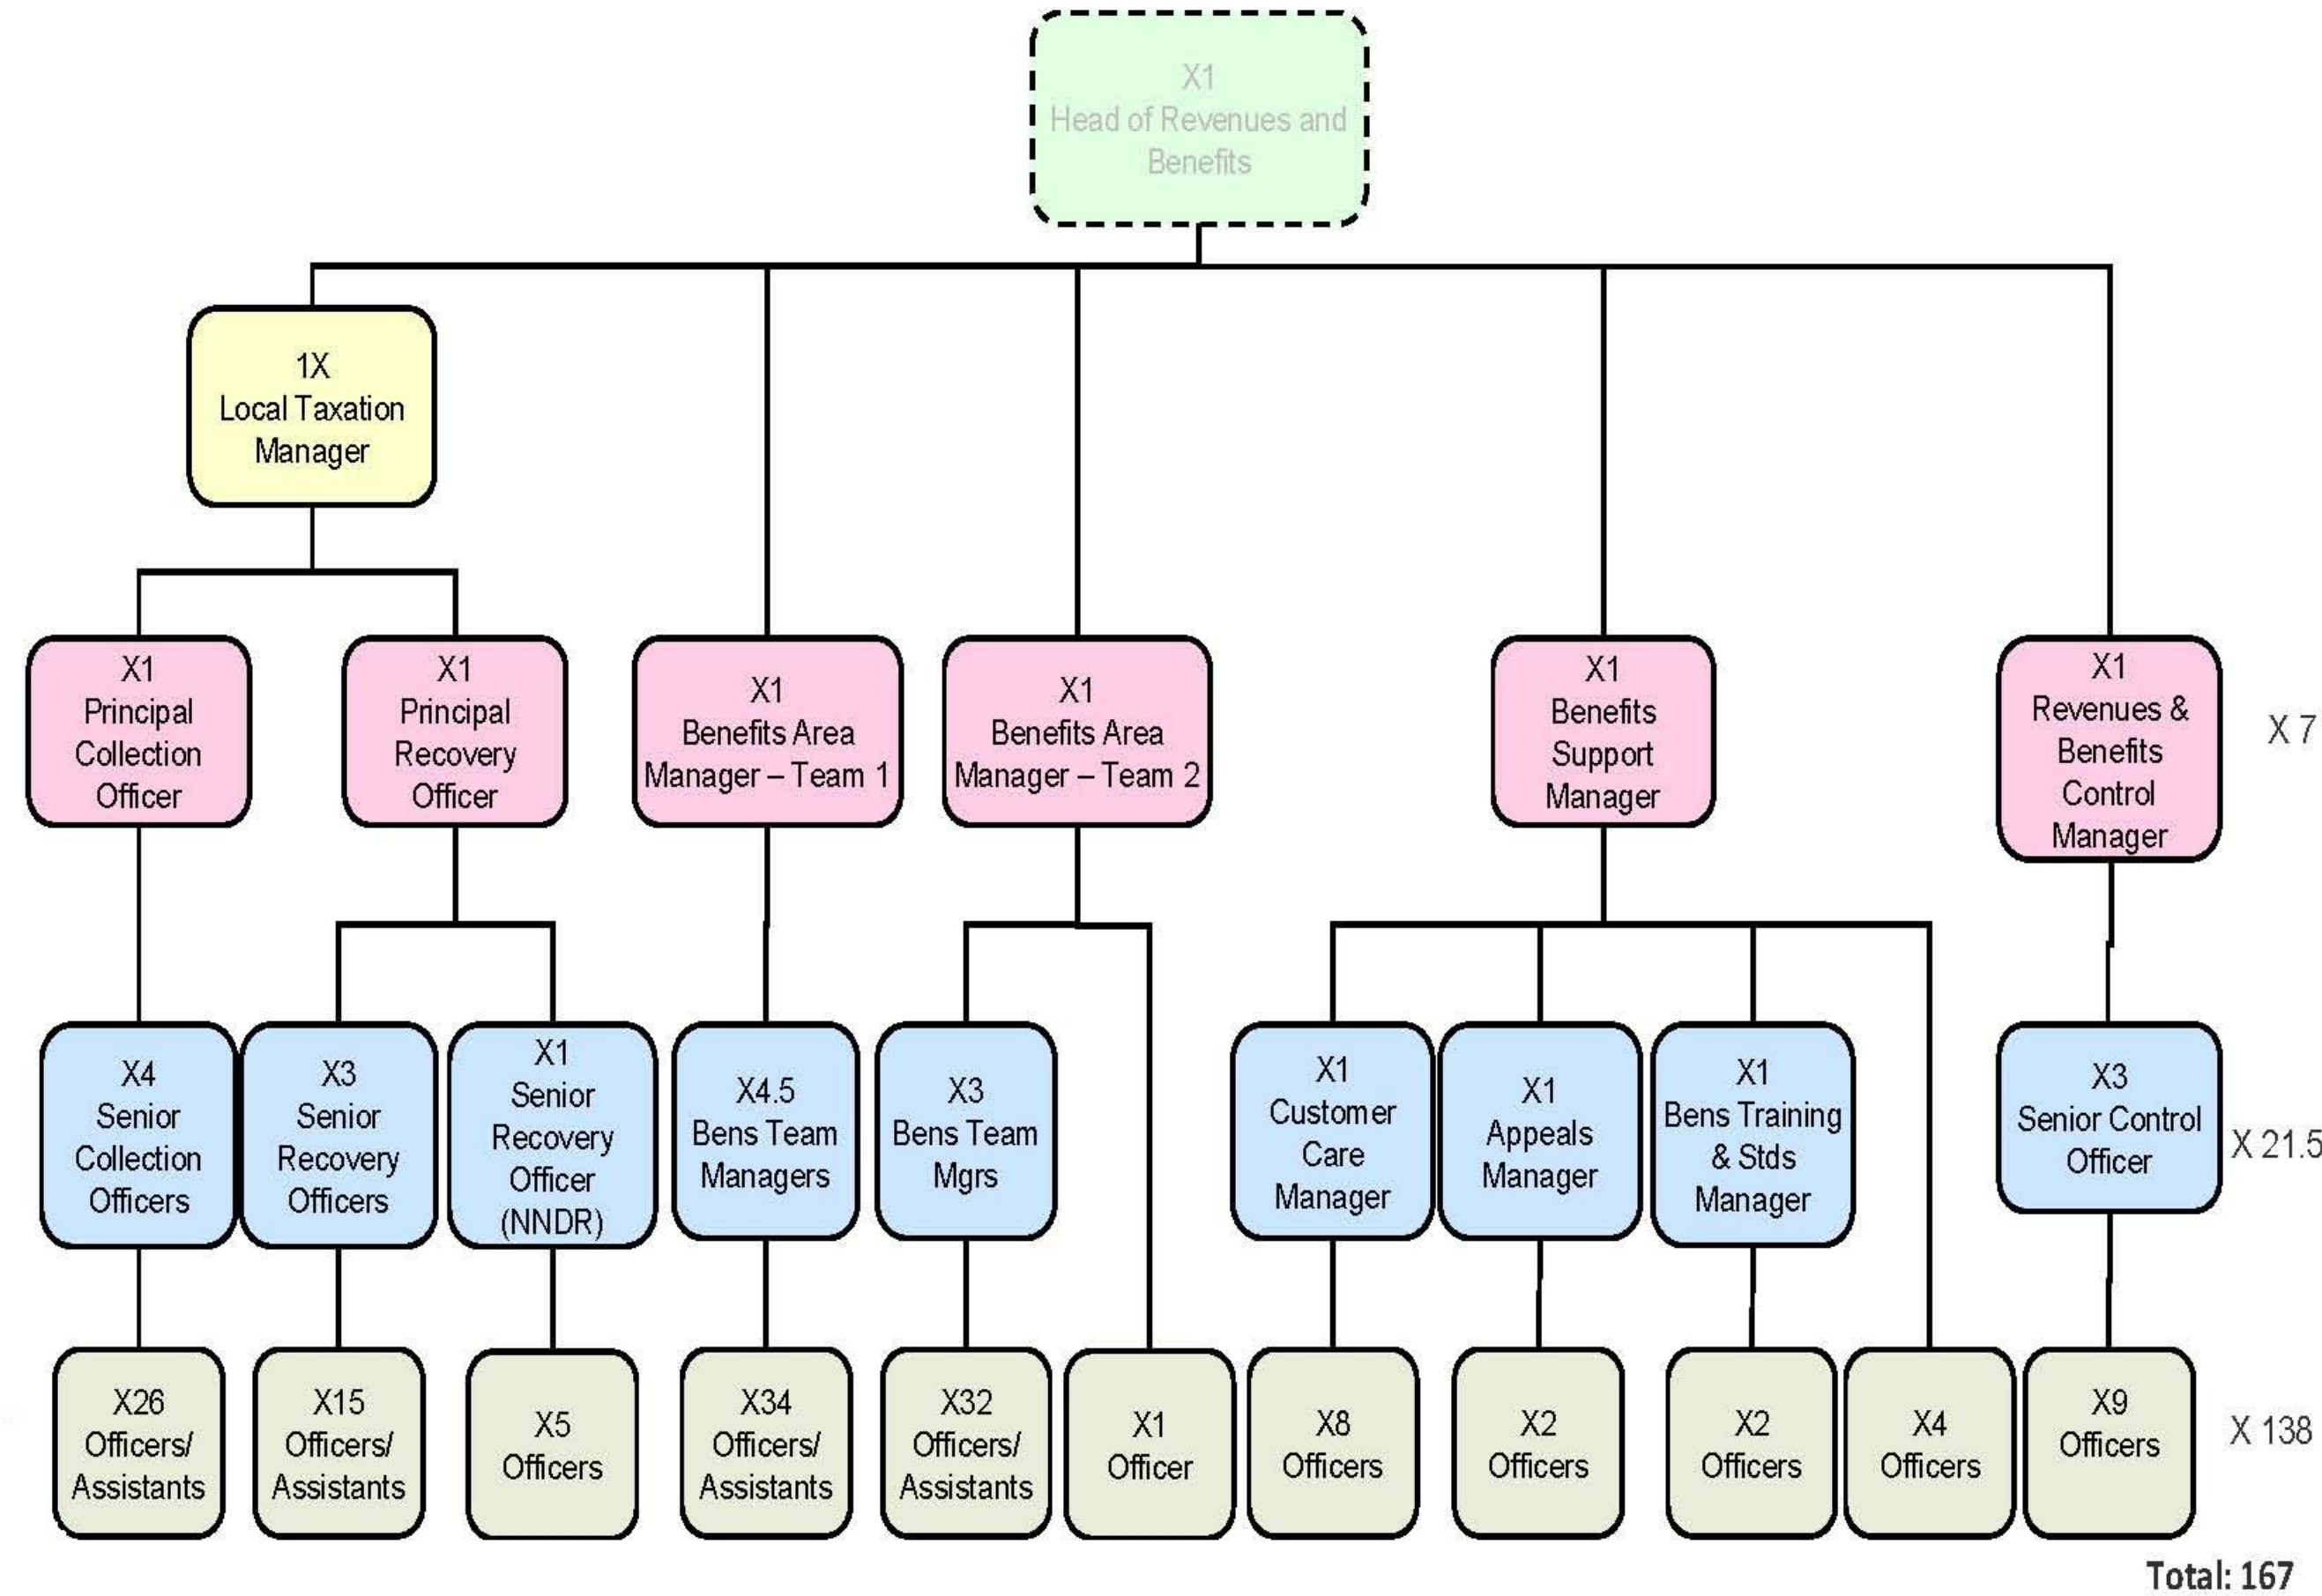 X1
Head of Revenues and
Benefits
1X
Local Taxation
Manager
X1
Principal
Collection
Officer
X1
Principal
Recovery
Officer
X1
Benefits Area
Manager – Team 1
X1
Benefits Area
Manager – Team 2
X1
Benefits
Support
Manager
X1
Revenues &
Benefits
Control
Manager
X 7
X4
Senior
Collection
Officers
X3
Senior
Recovery
Officers
X1
Senior
Recovery
Officer
(NNDR)
X4.5
Bens Team
Managers
X3
Bens Team
Mgrs
X1
Customer
Care
Manager
X1
Appeals
Manager
X1
Bens Training
& Stds
Manager
X3
Senior Control
Officer
X 21.5
X26
Officers/
Assistants
X15
Officers/
Assistants
X5
Officers
X34
Officers/
Assistants
X32
Officers/
Assistants
X1
Officer
X8
Officers
X2
Officers
X2
Officers
X4
Officers
X9
Officers
X 138
Total: 167